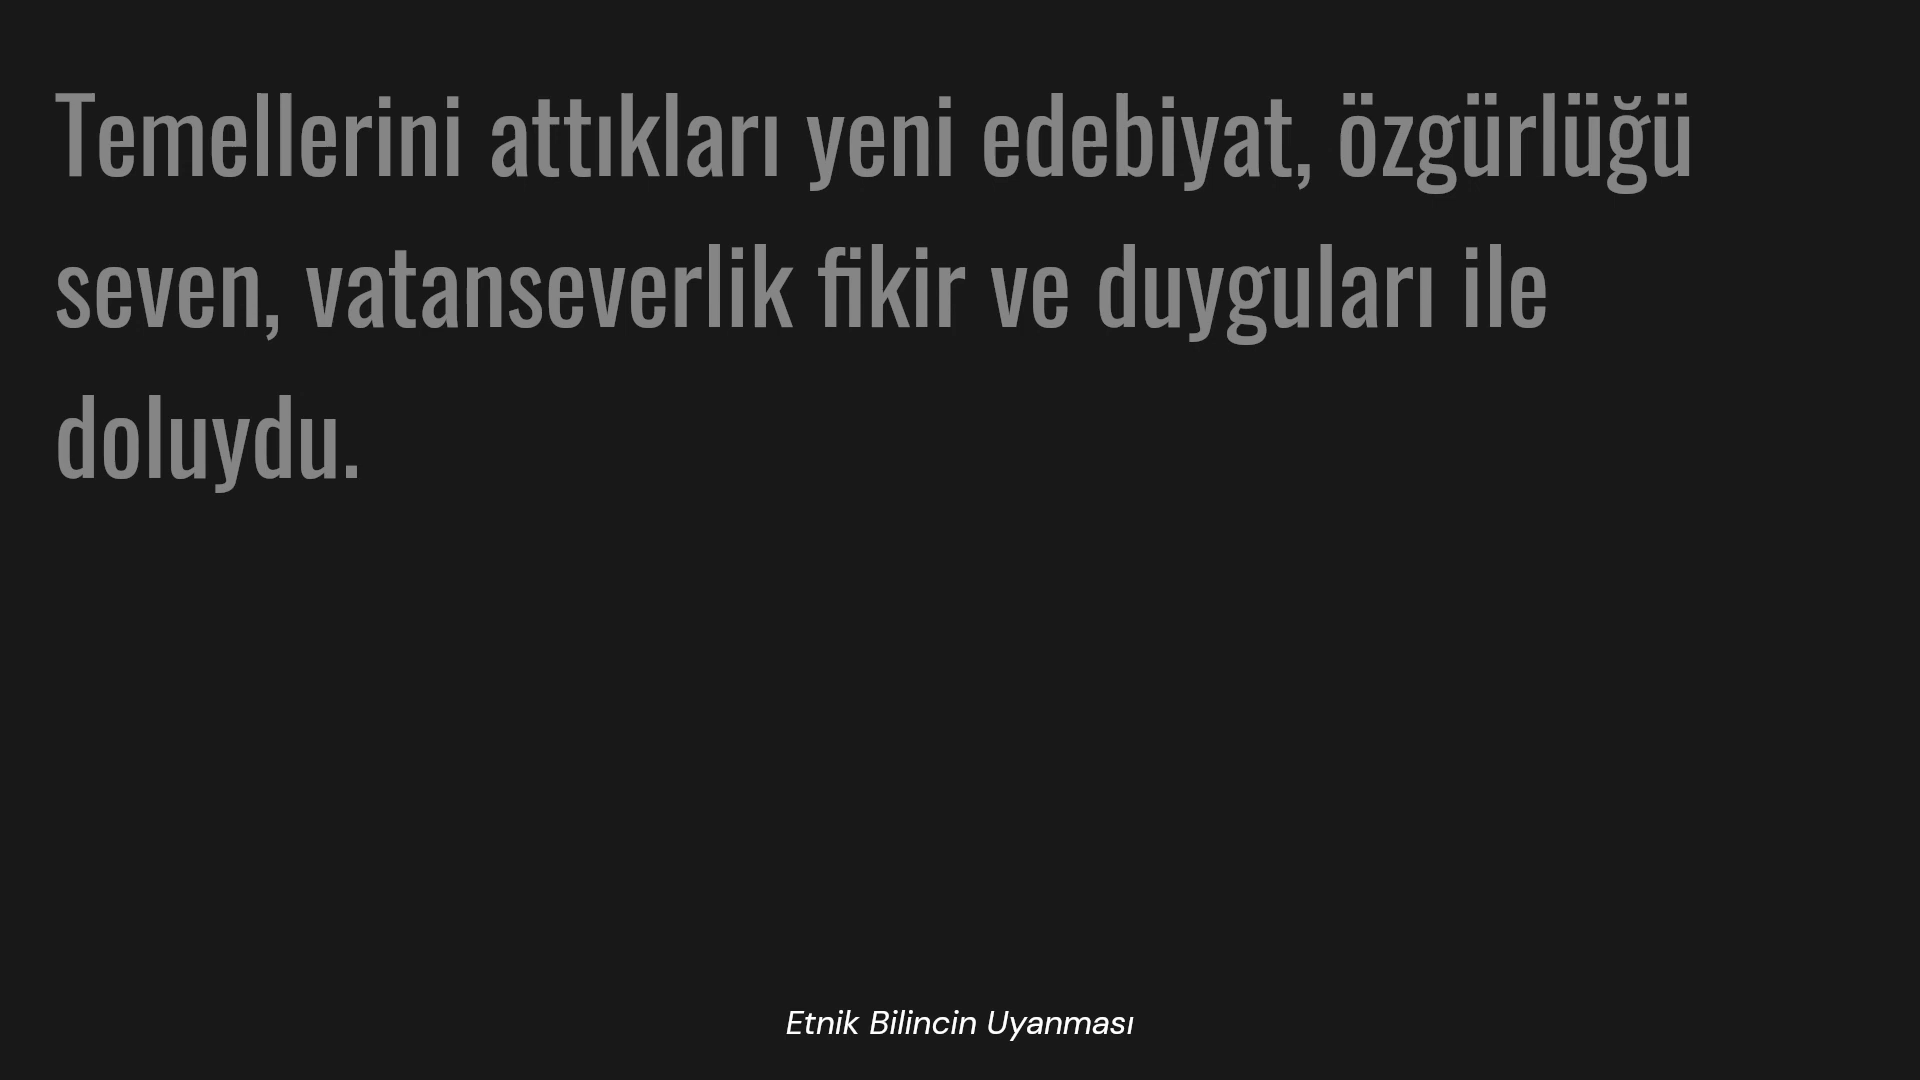 Temellerini attıkları yeni edebiyat, özgürlüğü
seven, vatanseverlik fikir ve duyguları ile
doluydu.
Etnik Bilincin Uyanması